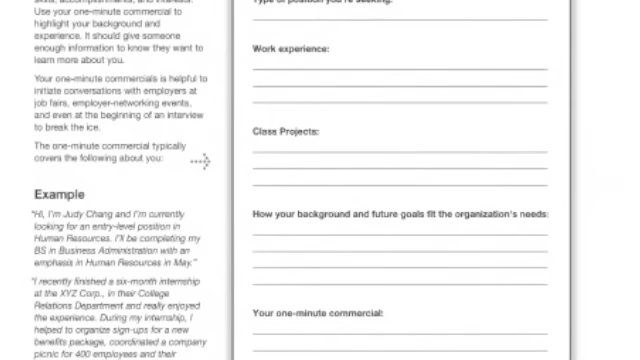 skills, accomplishments, and interests.
Use your one-minute commercial to
highlight your background and
experience. It should give someone
enough information to know they want to
learn more about you.
Your one-minute commercials is helpful to
initiate conversations with employers at
job fairs, employer-networking events,
and even at the beginning of an interview
to break the ice.
The one-minute commercial typically
covers the following about you:
Example
"Hi, I'm Judy Chang and I'm currently
looking for an entry-level position in
Human Resources. I'll be completing my
BS in Business Administration with an
emphasis in Human Resources in May."
"I recently finished a six-month internship
at the XYZ Corp., in their College
Relations Department and really enjoyed
the experience. During my internship, I
helped to organize sign-ups for a new
benefits package, coordinated a company
picnic for 400 employees and their
Type of position you're seeking:
Work experience:
Class Projects:
How your background and future goals fit the organization's needs:
Your one-minute commercial: